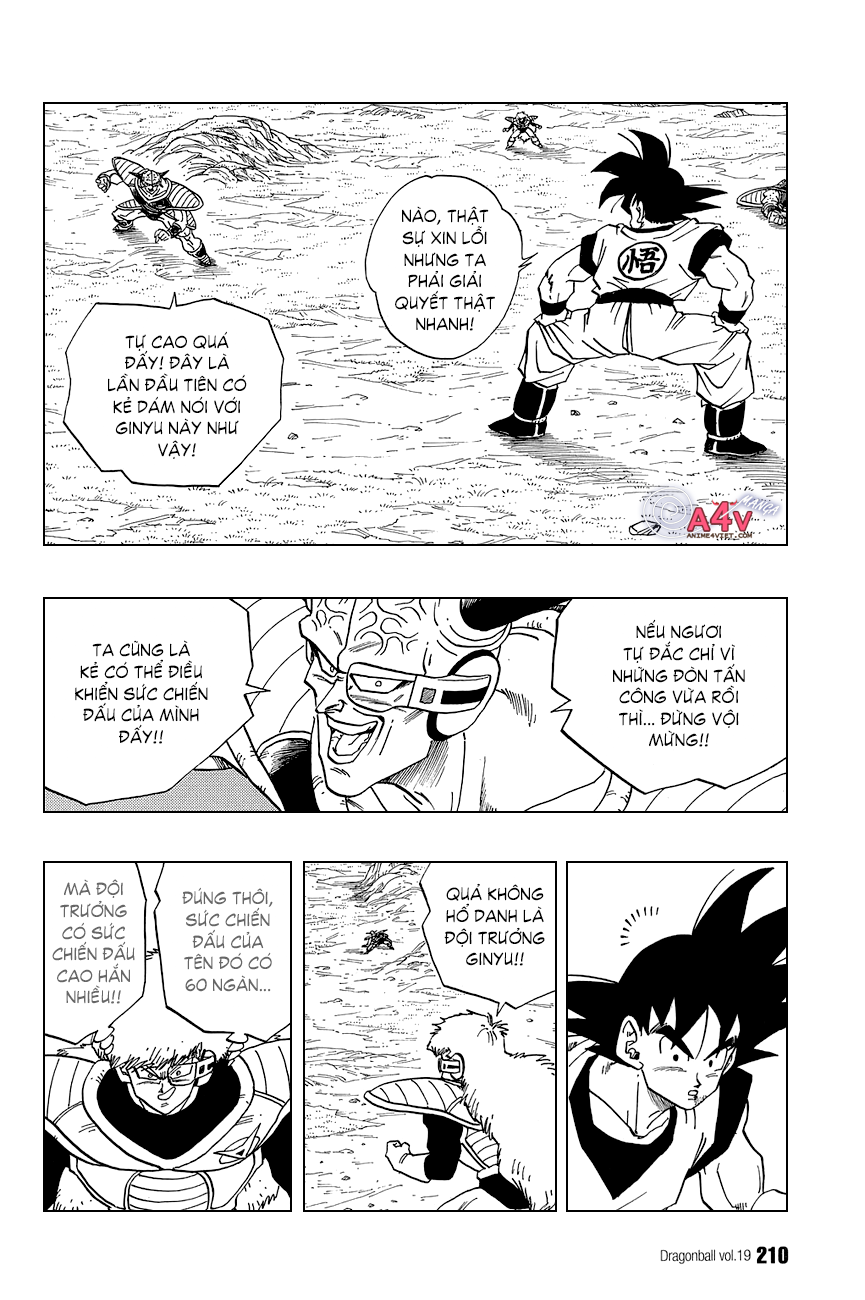 NÀO, THẬT
SỰ XIN LỖI
NHƯNG TA
PHẢI GIẢI
QUYẾT THẬT
NHANH!
悟
TỰ CAO QUÁ
ĐẤY! ĐÂY LÀ
LẦN ĐẦU TIÊN CÓ
KẺ DÁM NÓI VỚI
GINYU NÀY NHƯ
VẬY!
MANGA
A4V
ANIME4VIET.COM
NẾU NGƯƠI
TỰ ĐẮC CHỈ VÌ
NHỮNG ĐÒN TẤN
CÔNG VỪA RỒI
THÌ... ĐỪNG VỘI
MỪNG!!
TA CŨNG LÀ
KẺ CÓ THỂ ĐIỀU
KHIỂN SỨC CHIẾN
ĐẤU CỦA MÌNH
ĐẤY!!
QUẢ KHÔNG
HỔ DANH LÀ
ĐỘI TRƯỞNG
GINYU!!
ĐÚNG THÔI,
SỨC CHIẾN
ĐẤU CỦA
TÊN ĐÓ CÓ
60 NGÀN...
MÀ ĐỘI
TRƯỞNG
CÓ SỨC
CHIẾN ĐẤU
CAO HẮN
NHIỀU!!
Dragonball vol.19 210